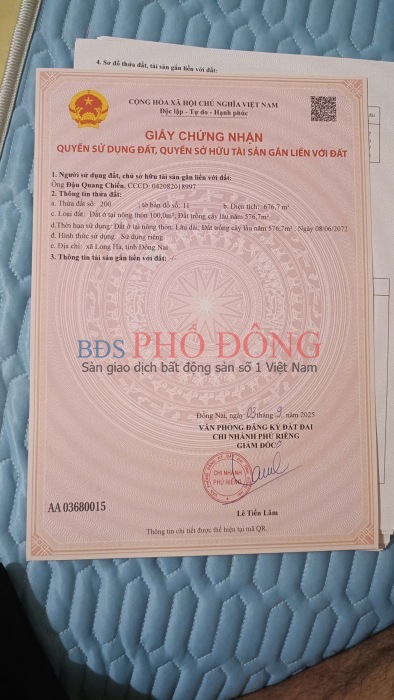 4. Sơ đồ thửa đất, tài sản gắn liền với đất:
CỘNG HÒA XÃ HỘI CHỦ NGHĨA VIỆT NAM
Độc lập - Tự do - Hạnh phúc
GIẤY CHỨNG NHẬN
QUYỀN SỬ DỤNG ĐẤT, QUYỀN SỞ HỮU TÀI SẢN GẮN LIỀN VỚI ĐẤT
1. Người sử dụng đất, chủ sở hữu tài sản gắn liền với đất:
Ông Đậu Quang Chiến, CCCD: 042082018997
2. Thông tin thửa đất:
a. Thửa đất số: 200 ; tờ bản đồ số: 11 b. Diện tích: 676,7 m²
c. Loại đất: Đất ở tại nông thôn 100,0m²; Đất trồng cây lâu năm 576,7m²
d. Thời hạn sử dụng: Đất ở tại nông thôn: Lâu dài; Đất trồng cây lâu năm 576,7m² : Ngày 08/06/2072
đ. Hình thức sử dụng: Sử dụng riêng
e. Địa chỉ: xã Long Hà, tỉnh Đồng Nai
3. Thông tin tài sản gắn liền với đất: -/-
BĐS PHỐ ĐÔNG
Sàn giao dịch bất động sản số 1 Việt Nam
Đồng Nai, ngày 03 tháng 9 năm 2025
VĂN PHÒNG ĐĂNG KÝ ĐẤT ĐAI
CHI NHÁNH PHÚ RIỀNG
GIÁM ĐỐC
CHI NHÁNH
PHÚ RIỀNG
AA 03680015
Lê Tiến Lâm
Thông tin chi tiết được thể hiện tại mã QR.